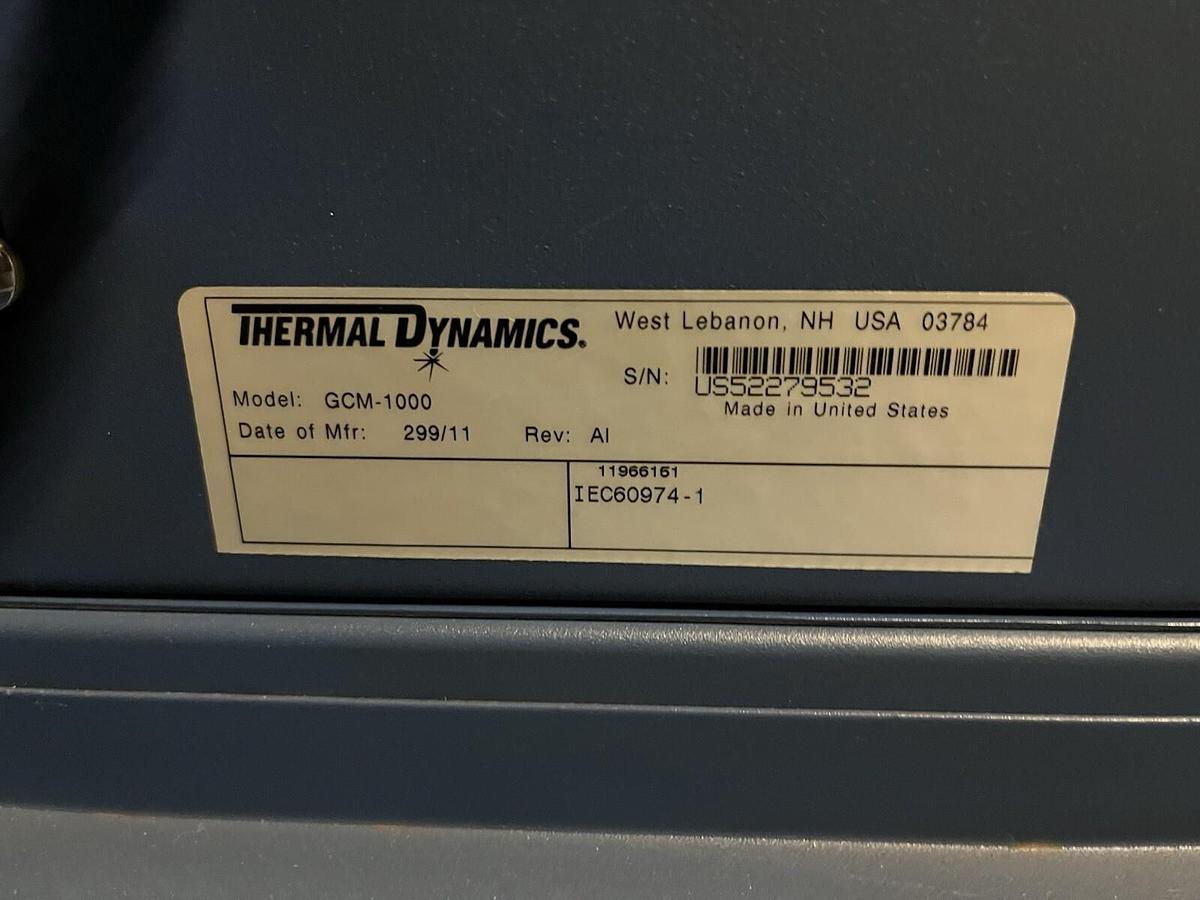 THERMAL DYNAMICS®
West Lebanon, NH USA 03784
S/N:
US52279532
Made in United States
Model: GCM-1000
Date of Mfr: 299/11 Rev: AI
11966161
IEC60974-1